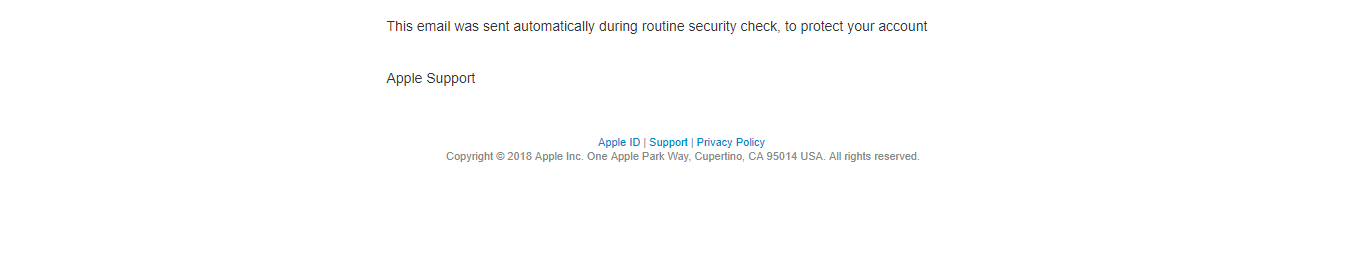 This email was sent automatically during routine security check, to protect your account
Apple Support
Apple ID | Support | Privacy Policy
Copyright © 2018 Apple Inc. One Apple Park Way, Cupertino, CA 95014 USA. All rights reserved.